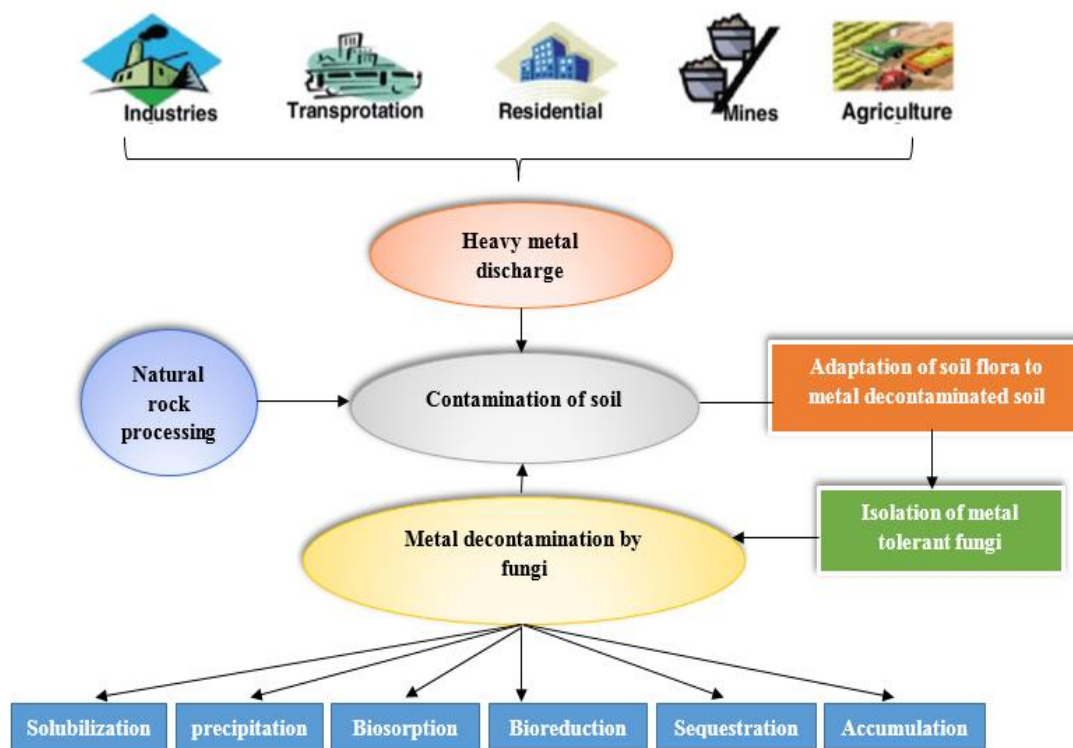 Industries
Transprotation
Residential
Mines
Agriculture
Heavy metal
discharge
Natural
rock
processing
Contamination of soil
Adaptation of soil flora to
metal decontaminated soil
Isolation of metal
tolerant fungi
Metal decontamination by
fungi
Solubilization
precipitation
Biosorption
Bioreduction
Sequestration
Accumulation